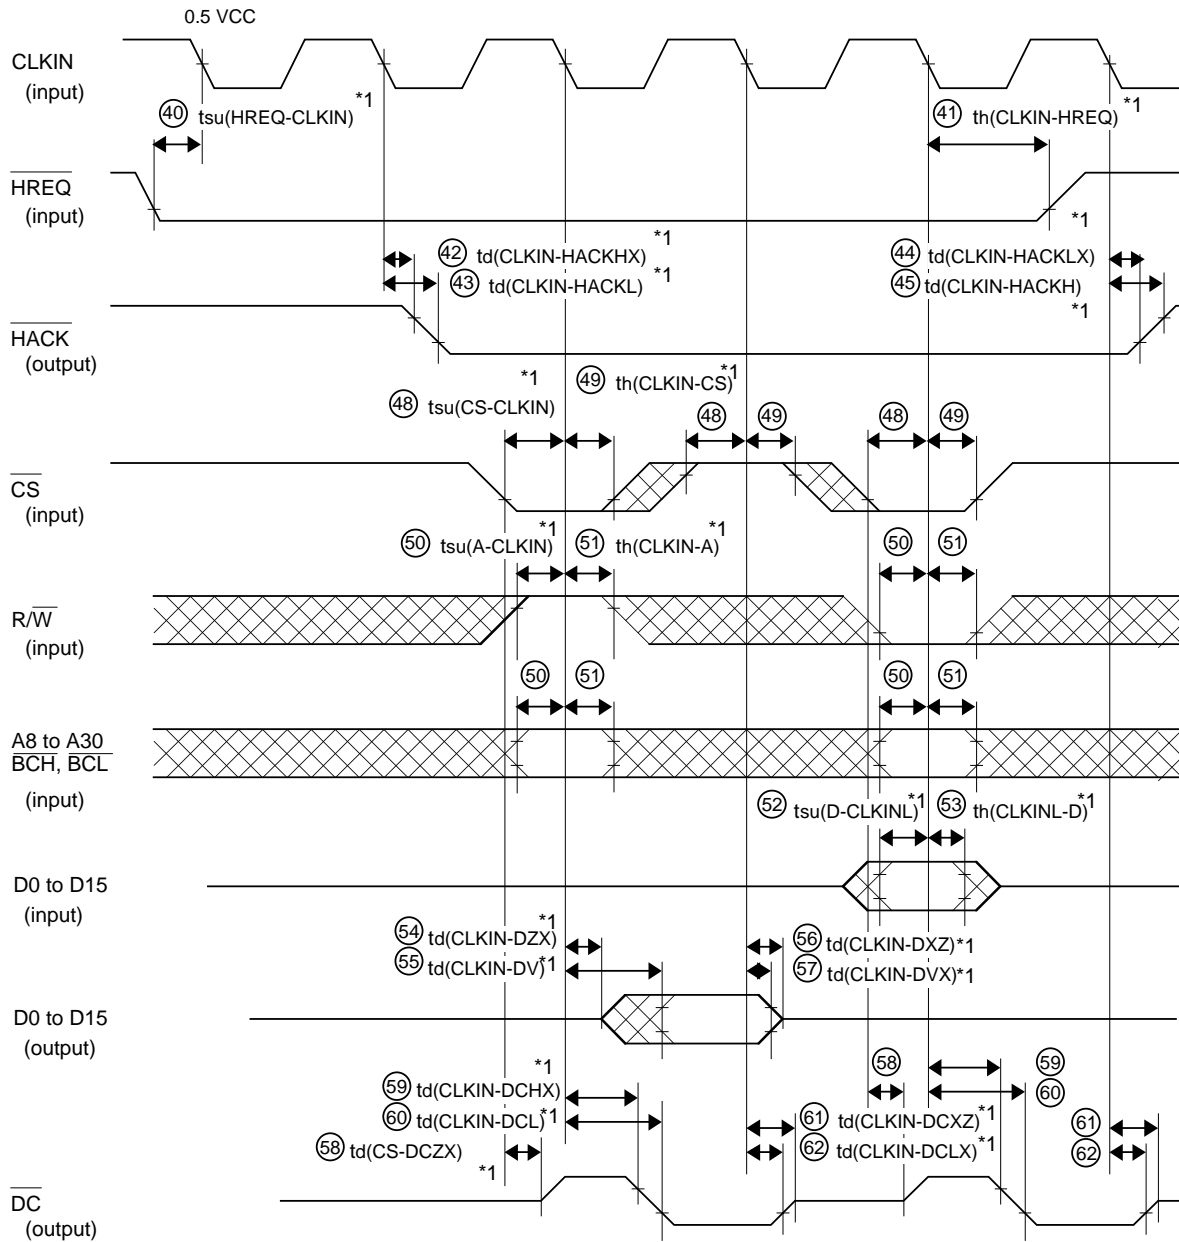 0.5 VCC
CLKIN
(input)
40 tsu(HREQ-CLKIN) *1
41 th(CLKIN-HREQ) *1
HREQ
(input)
*1
42 td(CLKIN-HACKHX) *1
44 td(CLKIN-HACKLX)
43 td(CLKIN-HACKL) *1
45 td(CLKIN-HACKH)
*1
HACK
(output)
*1
49 th(CLKIN-CS) *1
48 tsu(CS-CLKIN)
48 49 48 49
CS
(input)
50 tsu(A-CLKIN) *1
51 th(CLKIN-A) *1
50 51
R/W
(input)
50 51 50 51
A8 to A30
BCH, BCL
(input)
52 tsu(D-CLKINL) *1
53 th(CLKINL-D) *1
D0 to D15
(input)
54 td(CLKIN-DZX) *1
56 td(CLKIN-DXZ) *1
55 td(CLKIN-DV) *1
57 td(CLKIN-DVX) *1
D0 to D15
(output)
*1
58 59
59 td(CLKIN-DCHX)
60
60 td(CLKIN-DCL) *1
61 td(CLKIN-DCXZ) *1
61
58 td(CS-DCZX)
62 td(CLKIN-DCLX) *1
62
*1
DC
(output)